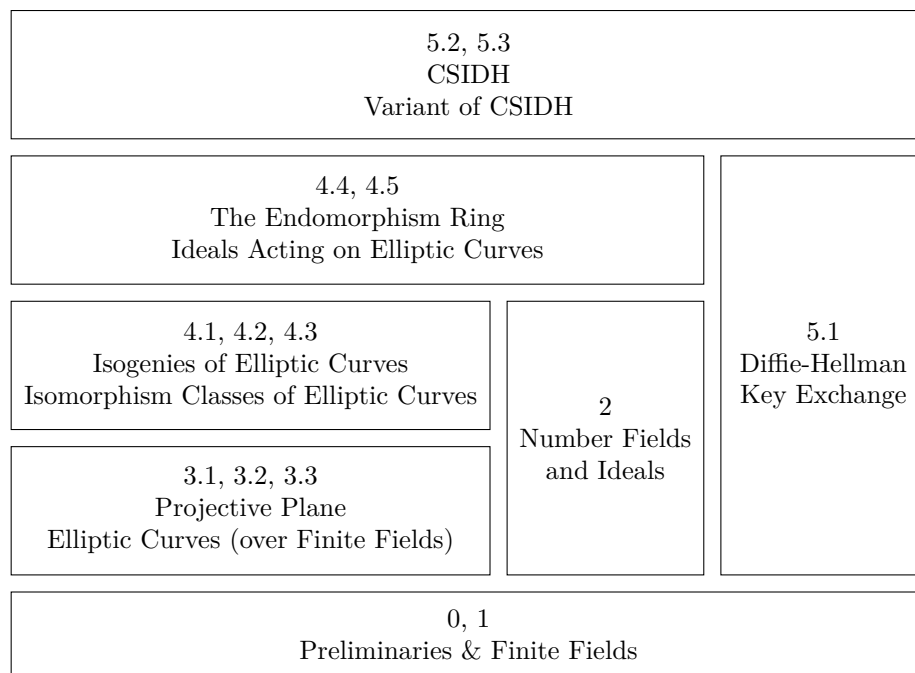 5.2, 5.3
CSIDH
Variant of CSIDH
4.4, 4.5
The Endomorphism Ring
Ideals Acting on Elliptic Curves
4.1, 4.2, 4.3
Isogenies of Elliptic Curves
Isomorphism Classes of Elliptic Curves
2
Number Fields
and Ideals
5.1
Diffie-Hellman
Key Exchange
3.1, 3.2, 3.3
Projective Plane
Elliptic Curves (over Finite Fields)
0, 1
Preliminaries & Finite Fields